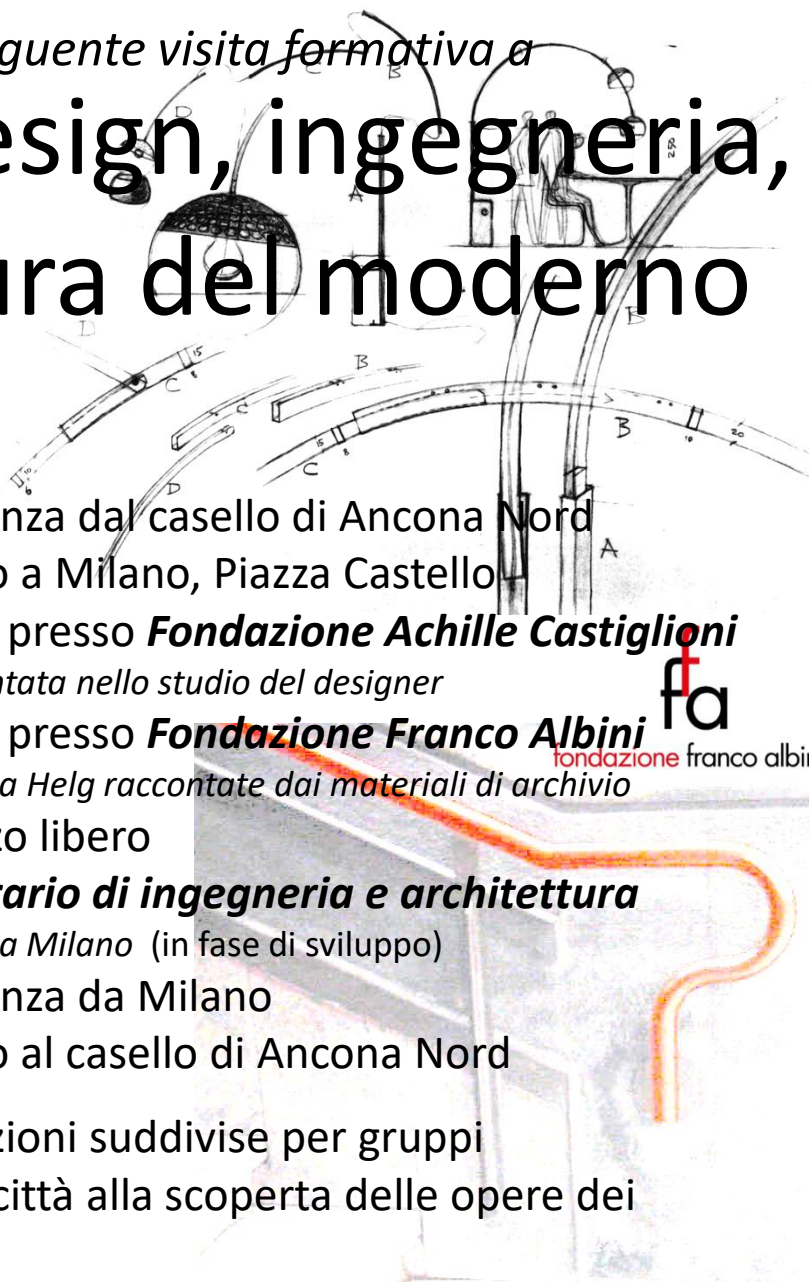 guente visita formativa a
esign, ingegneria,
ura del moderno
nza dal casello di Ancona Nord
o a Milano, Piazza Castello
presso Fondazione Achille Castiglioni
ntata nello studio del designer
presso Fondazione Franco Albini
ffa
fondazione franco albin
a Helg raccontate dai materiali di archivio
zo libero
rario di ingegneria e architettura
a Milano (in fase di sviluppo)
nza da Milano
o al casello di Ancona Nord
zioni suddivise per gruppi
città alla scoperta delle opere dei